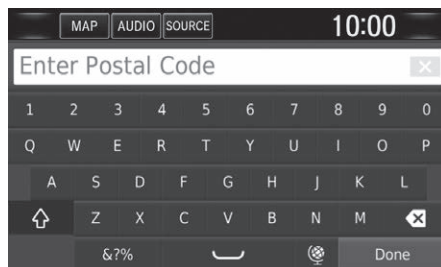 MAP AUDIO SOURCE 10:00
Enter Postal Code
1 2 3 4 5 6 7 8 9 0
Q W E R T Y U I O P
A S D F G H J K L
Z X C V B N M
&?% Done